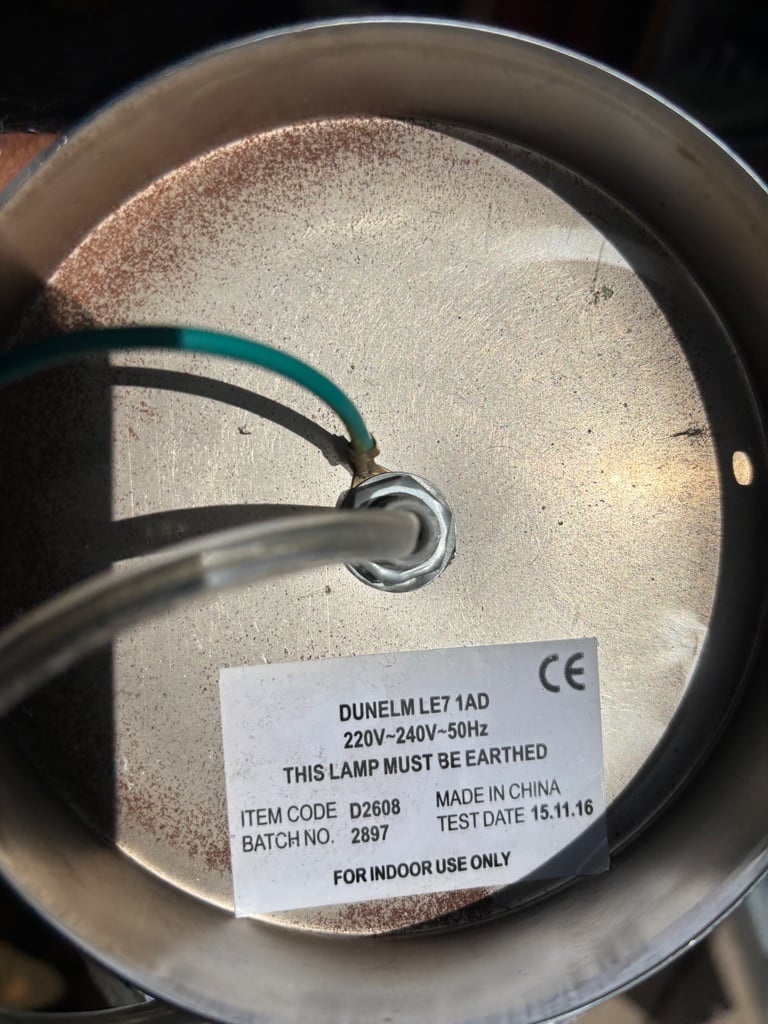 CE
DUNELM LE7 1AD
220V~240V~50Hz
THIS LAMP MUST BE EARTHED
ITEM CODE D2608 MADE IN CHINA
BATCH NO. 2897 TEST DATE 15.11.16
FOR INDOOR USE ONLY